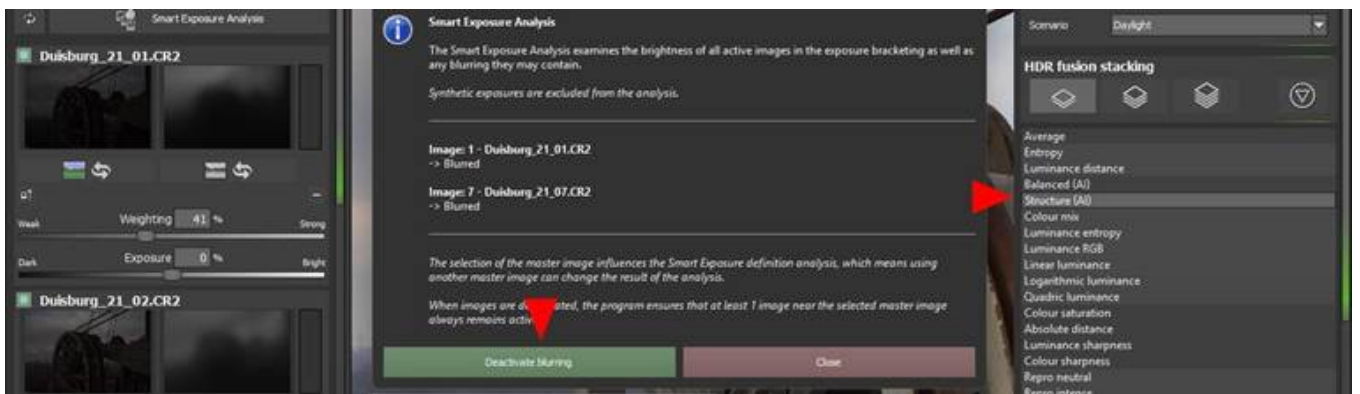 Smart Exposure Analysis
Duisburg_21_01.CR2
Weighting 41 %
Weak
Strong
Exposure 0 %
Dark
Bright
Duisburg_21_02.CR2
Smart Exposure Analysis
The Smart Exposure Analysis examines the brightness of all active images in the exposure bracketing as well as
any blurring they may contain.
Synthetic exposures are excluded from the analysis.
Image: 1 - Duisburg_21_01.CR2
-> Blurred
Image: 7 - Duisburg_21_07.CR2
-> Blurred
The selection of the master image influences the Smart Exposure definition analysis, which means using
another master image can change the result of the analysis.
When images are ated, the program ensures that at least 1 image near the selected master image
always remains activ
Deactivate blurring
Close
Scenario Daylight
HDR fusion stacking
Average
Entropy
Luminance distance
Balanced (AI)
Structure (AI)
Colour mix
Luminance entropy
Luminance RGB
Linear luminance
Logarithmic luminance
Quadric luminance
Colour saturation
Absolute distance
Luminance sharpness
Colour sharpness
Repro neutral
Repro intense